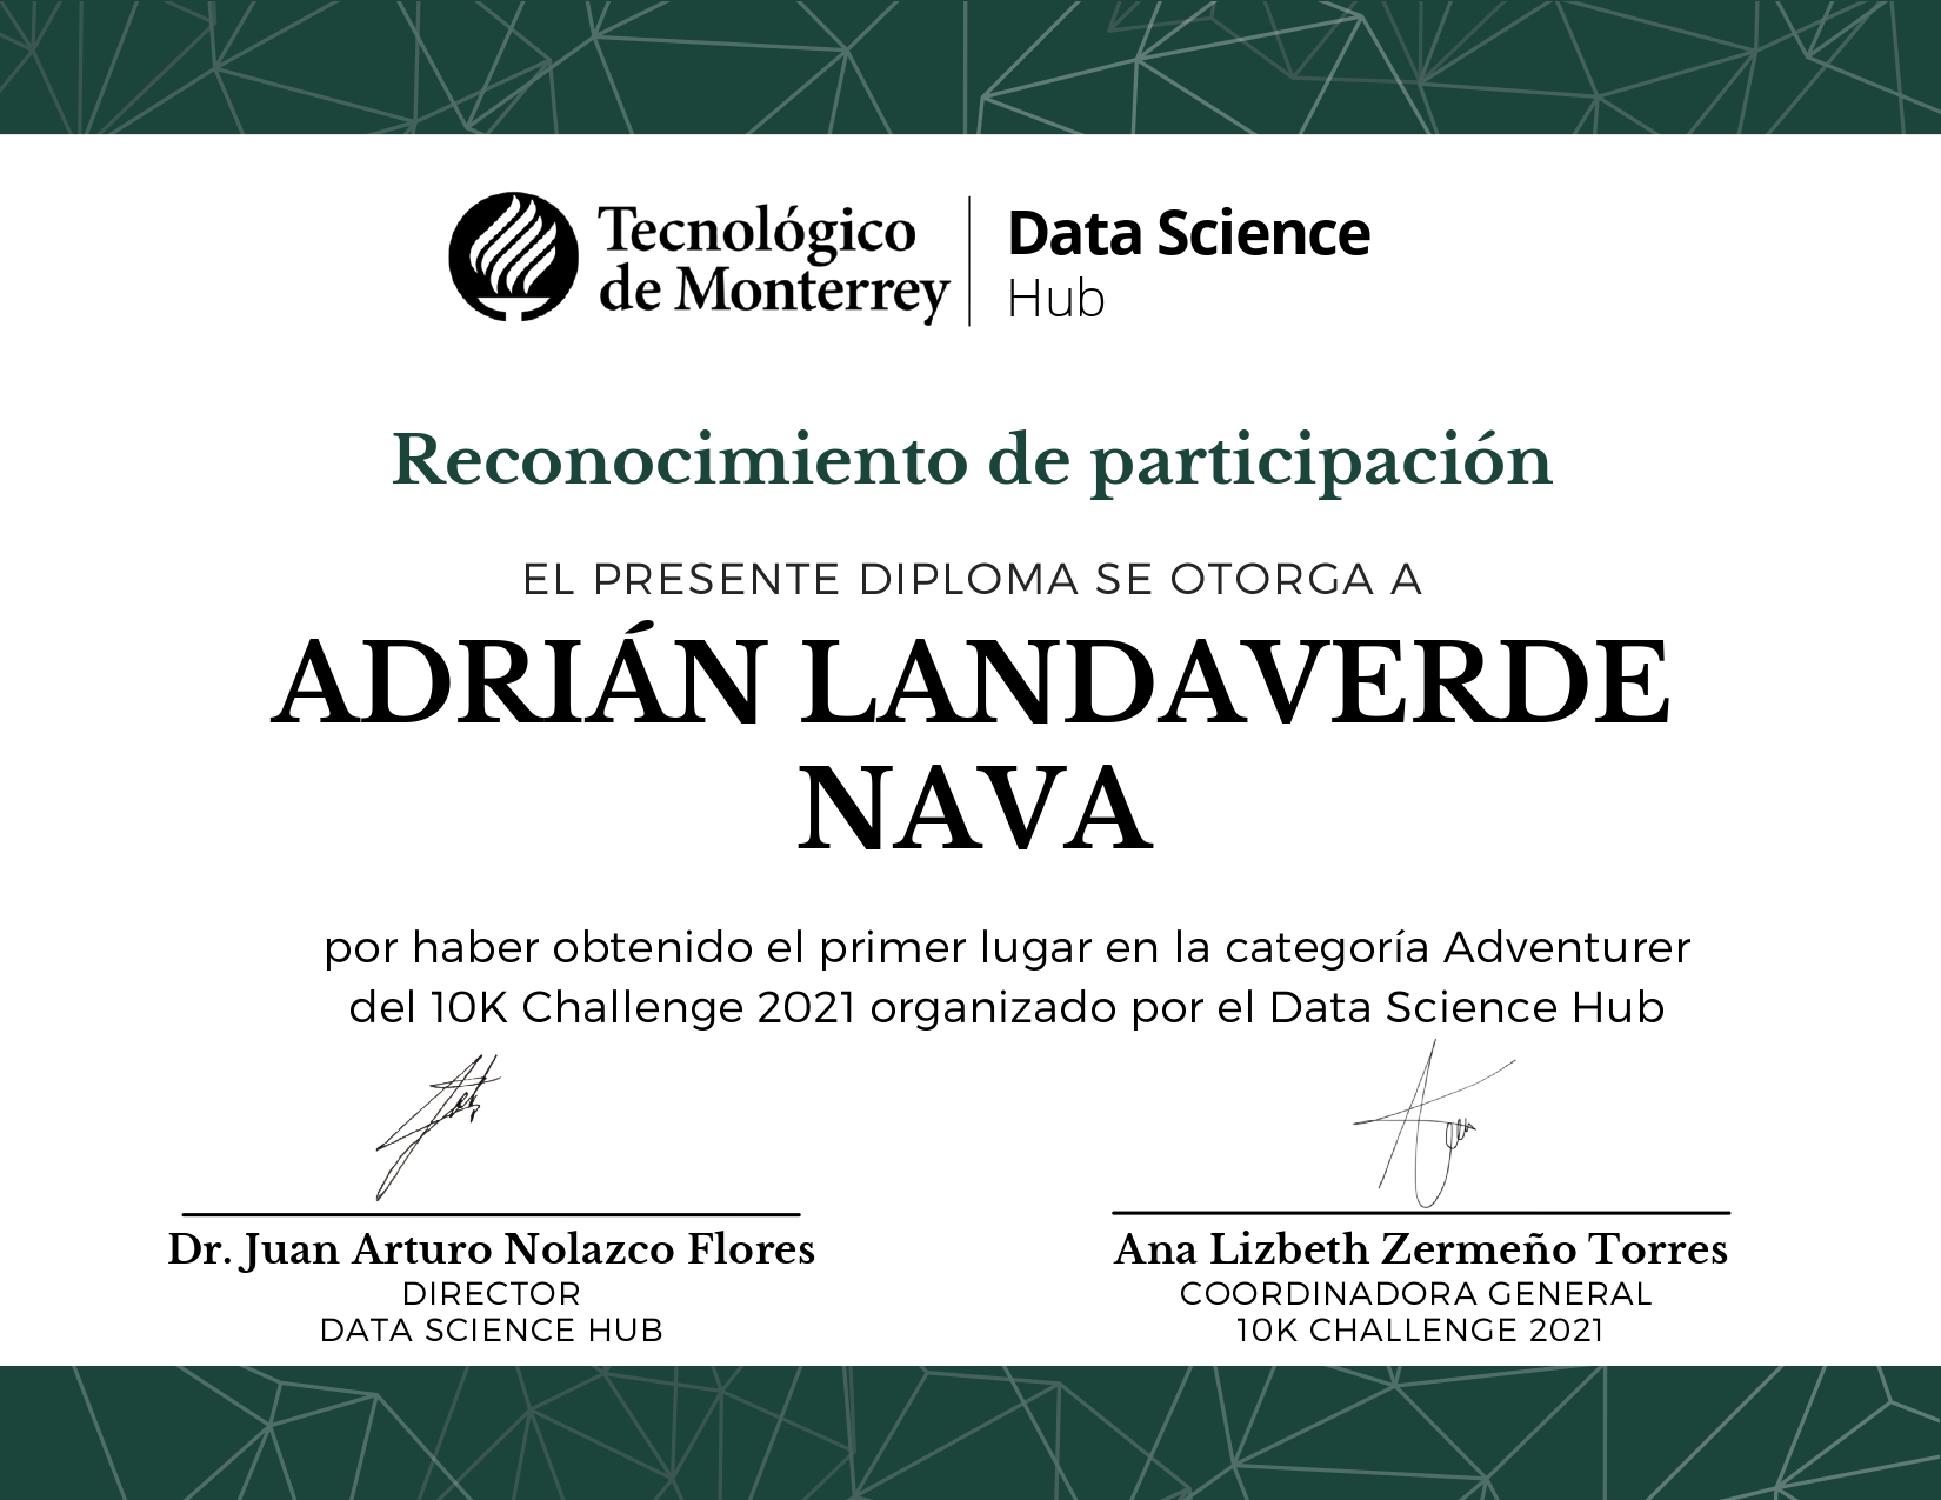 Tecnológico
de Monterrey
Data Science
Hub
Reconocimiento de participación
EL PRESENTE DIPLOMA SE OTORGA A
ADRIÁN LANDAVERDE
NAVA
por haber obtenido el primer lugar en la categoría Adventurer
del 10K Challenge 2021 organizado por el Data Science Hub
Dr. Juan Arturo Nolazco Flores
DIRECTOR
DATA SCIENCE HUB
Ana Lizbeth Zermeño Torres
COORDINADORA GENERAL
10K CHALLENGE 2021